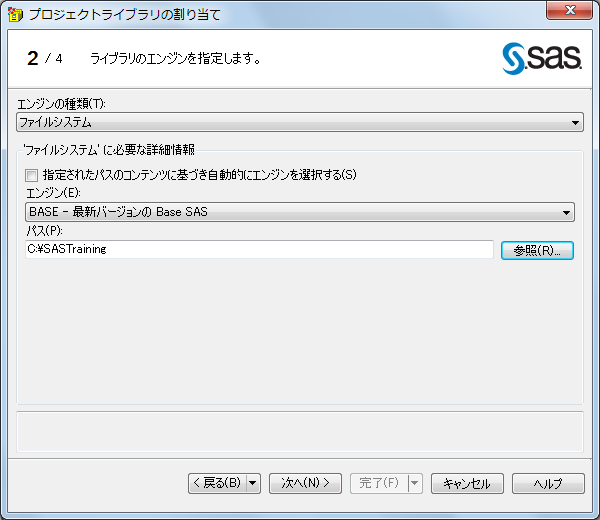 プロジェクトライブラリの割り当て
2 / 4 ライブラリのエンジンを指定します。
sas.
エンジンの種類(T):
ファイルシステム
'ファイルシステム' に必要な詳細情報
指定されたパスのコンテンツに基づき自動的にエンジンを選択する(S)
エンジン(E):
BASE - 最新バージョンの Base SAS
パス(P):
C:¥SASTraining 参照(R)...
< 戻る(B) 次へ(N) > 完了(F) キャンセル ヘルプ